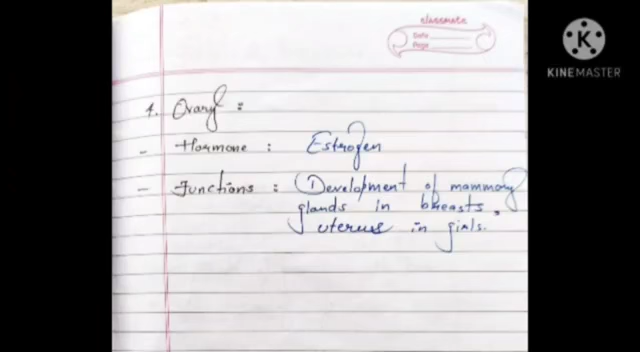 classmate
Date
Page
K
KINEMASTER
1. Ovary :
- Hormone : Estrogen
- Functions : Development of mammary
glands in breasts,
uterus in girls.